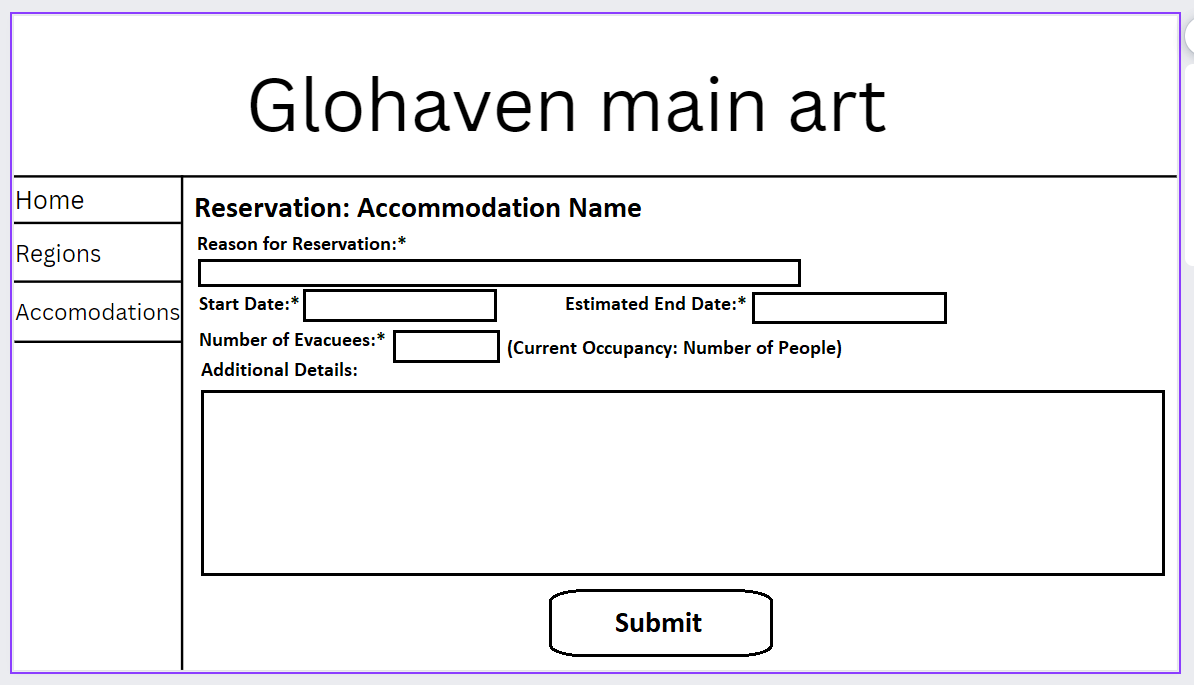 Glohaven main art
Home
Regions
Accomodations
Reservation: Accommodation Name
Reason for Reservation:*
Start Date:* Estimated End Date:*
Number of Evacuees:* (Current Occupancy: Number of People)
Additional Details:
Submit